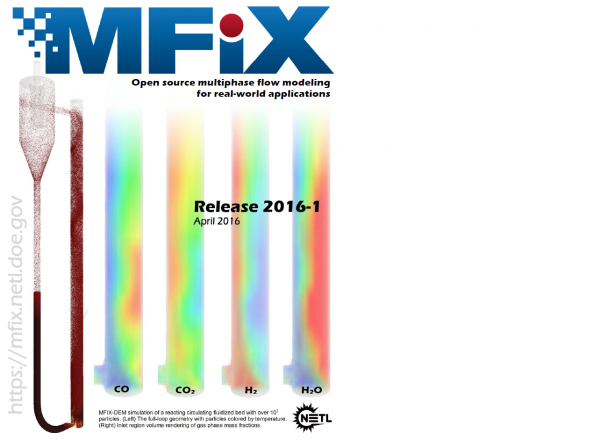 MFiX
Open source multiphase flow modeling
for real-world applications
https://mfix.netl.doe.gov
Release 2016-1
April 2016
CO
CO₂
H₂
H₂O
MFIX-DEM simulation of a reacting circulating fluidized bed with over 10⁷
particles. (Left) The full-loop geometry with particles colored by temperature.
(Right) Inlet region volume rendering of gas phase mass fractions.
NETL